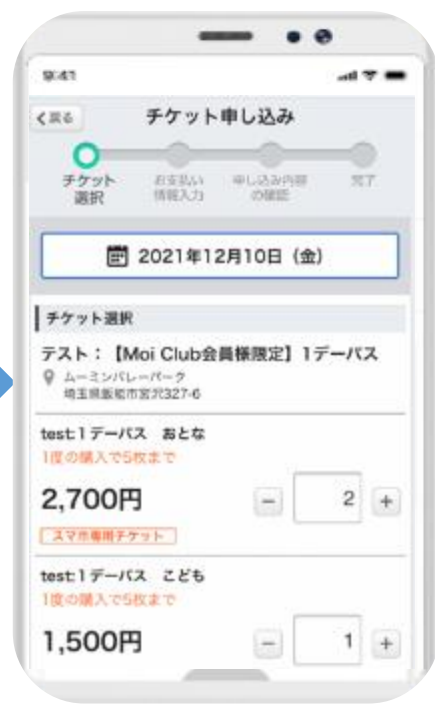 9:41
戻る
チケット申し込み
チケット
選択
お支払い
情報入力
申し込み内容
の確認
完了
2021年12月10日（金）
チケット選択
テスト：【Moi Club会員様限定】1デーパス
ムーミンバレーパーク
埼玉県飯能市宮沢327-6
test:1デーパス　おとな
1度の購入で5枚まで
2,700円
－ 2 ＋
スマホ専用チケット
test:1デーパス　こども
1度の購入で5枚まで
1,500円
－ 1 ＋